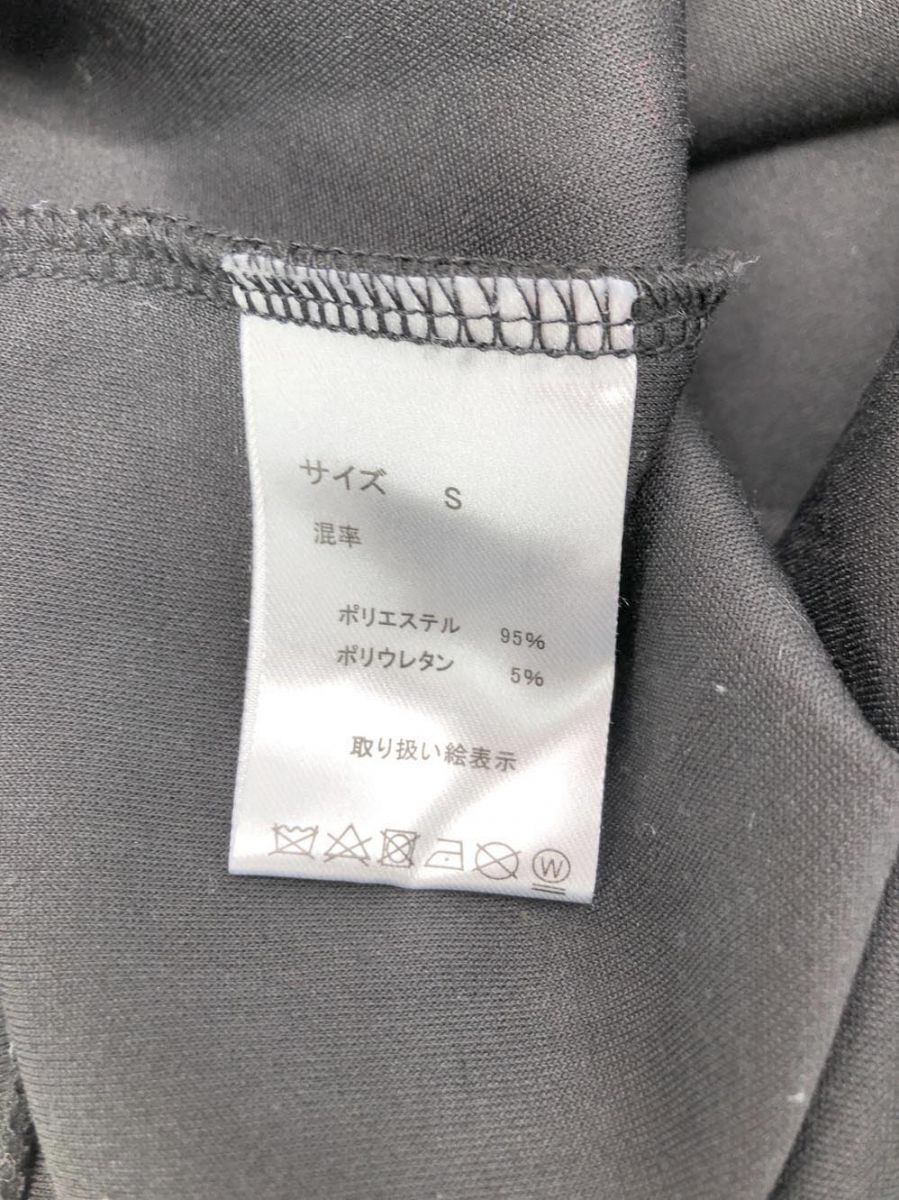 サイズ S
混率
ポリエステル 95%
ポリウレタン 5%
取り扱い絵表示
W